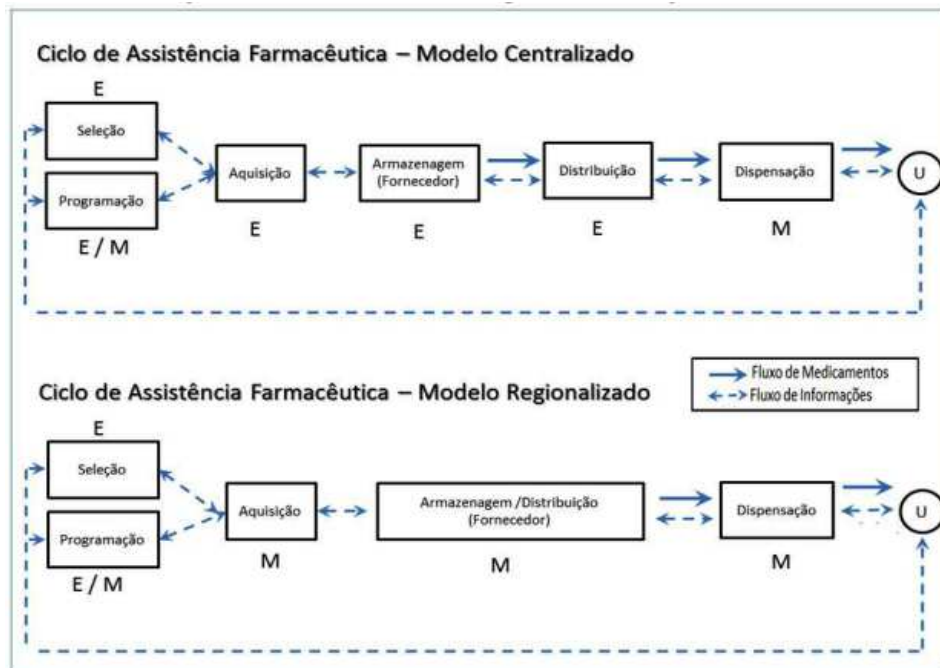 Ciclo de Assistência Farmacêutica – Modelo Centralizado
E
Seleção
Programação
E / M
Aquisição
E
Armazenagem
(Fornecedor)
E
Distribuição
E
Dispensação
M
U
Fluxo de Medicamentos
Fluxo de Informações
Ciclo de Assistência Farmacêutica – Modelo Regionalizado
E
Seleção
Programação
E / M
Aquisição
M
Armazenagem /Distribuição
(Fornecedor)
M
Dispensação
M
U